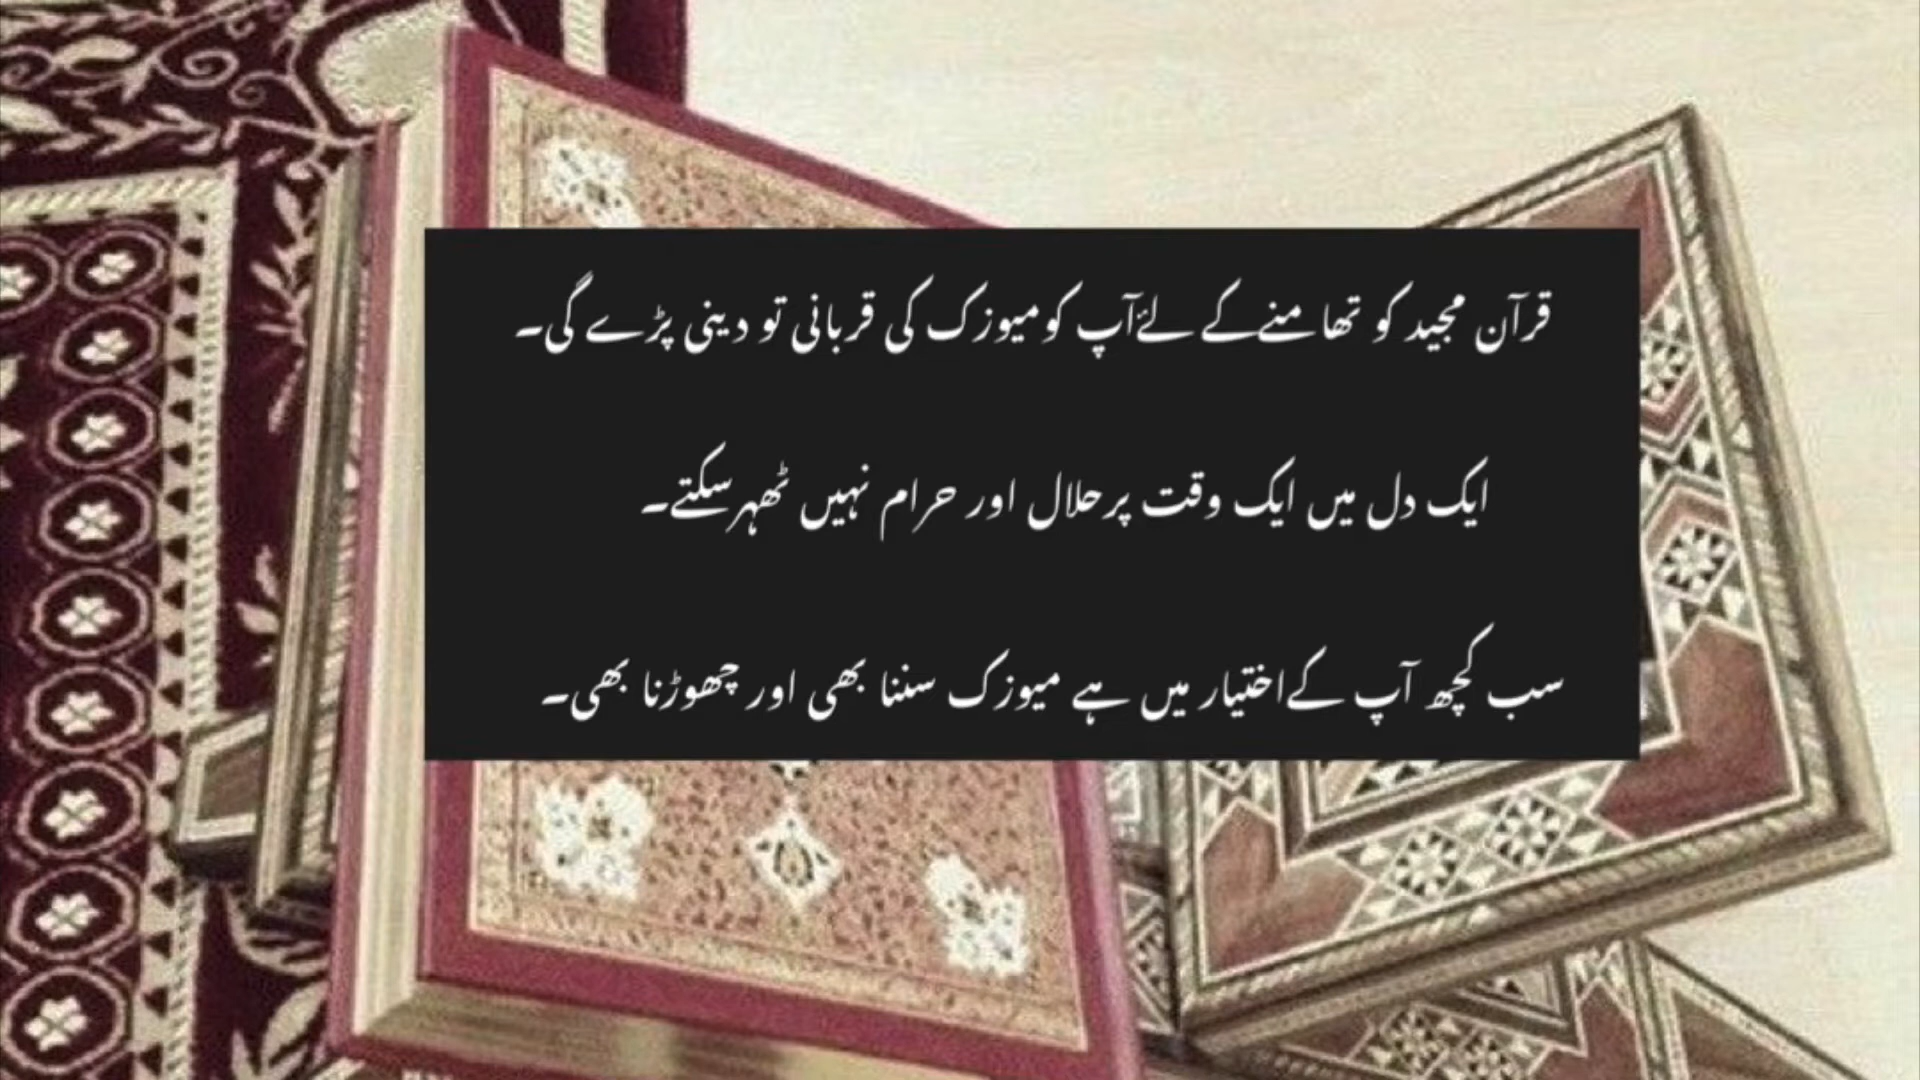 قرآن مجید کو تھامنے کے لئے آپ کو میوزک کی قربانی تو دینی پڑے گی۔
ایک دل میں ایک وقت پر حلال اور حرام نہیں ٹھہر سکتے۔
سب کچھ آپ کے اختیار میں ہے میوزک سننا بھی اور چھوڑنا بھی۔